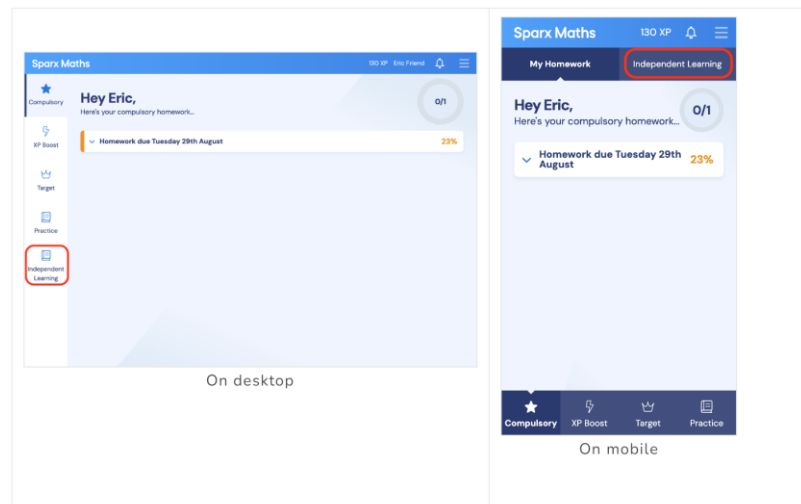 Sparx Maths
130 XP Eric Friend
Compulsory
XP Boost
Target
Practice
Independent
Learning
Hey Eric,
Here's your compulsory homework...
0/1
Homework due Tuesday 29th August
23%
On desktop
Sparx Maths
130 XP
My Homework
Independent Learning
Hey Eric,
Here's your compulsory homework...
0/1
Homework due Tuesday 29th
August
23%
Compulsory
XP Boost
Target
Practice
On mobile